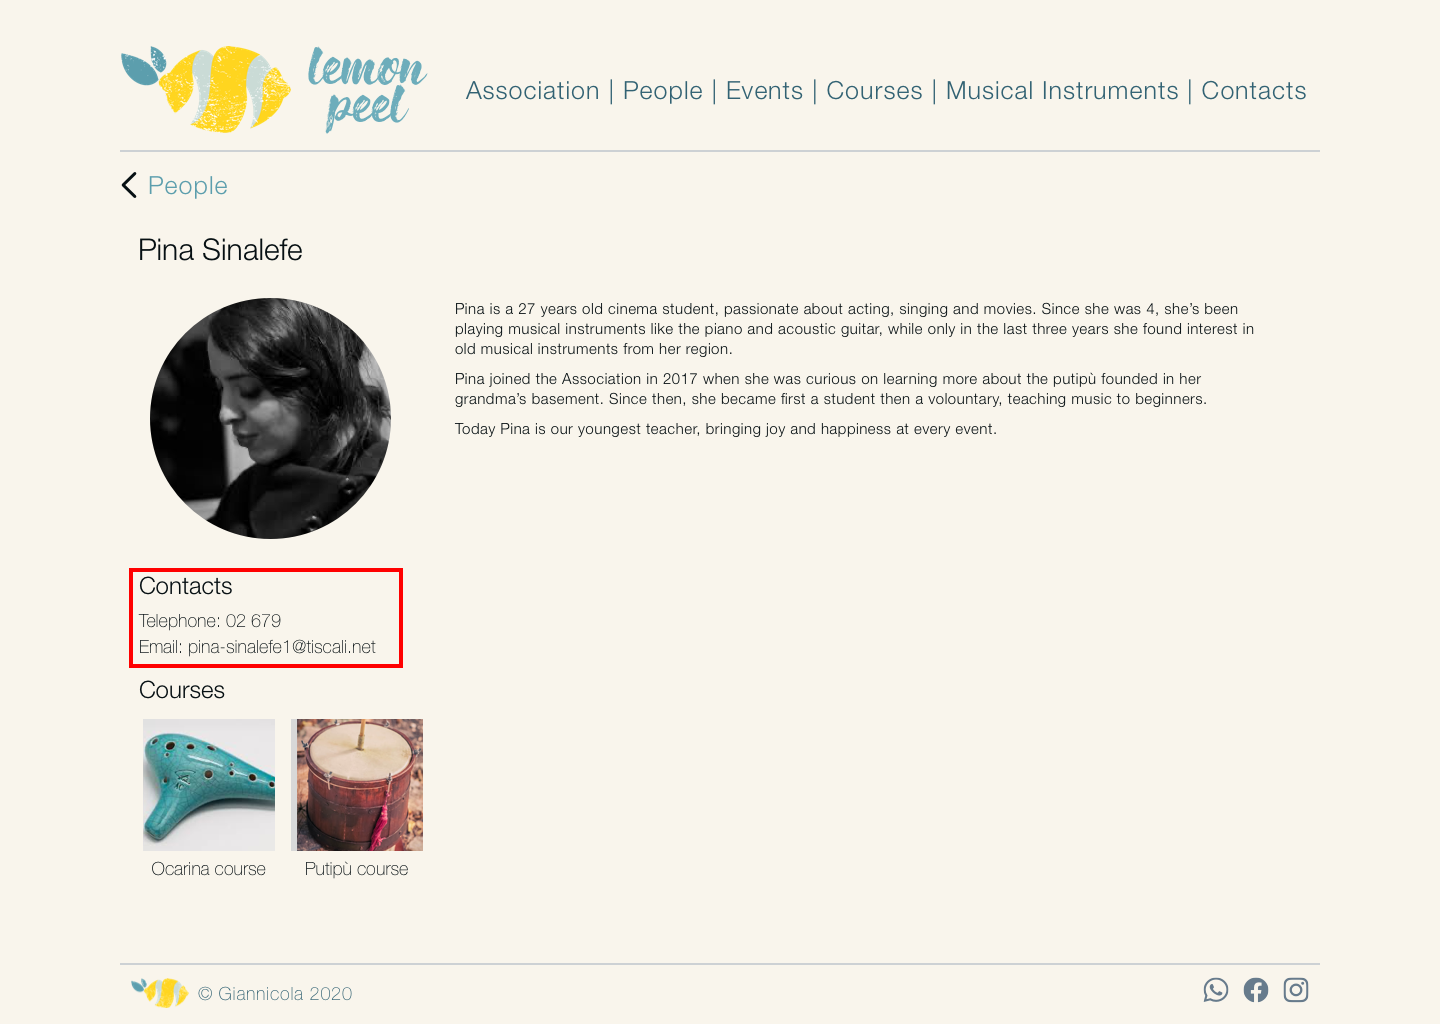 lemon
peel
Association | People | Events | Courses | Musical Instruments | Contacts
People
Pina Sinalefe
Pina is a 27 years old cinema student, passionate about acting, singing and movies. Since she was 4, she’s been
playing musical instruments like the piano and acoustic guitar, while only in the last three years she found interest in
old musical instruments from her region.
Pina joined the Association in 2017 when she was curious on learning more about the putipù founded in her
grandma’s basement. Since then, she became first a student then a volountary, teaching music to beginners.
Today Pina is our youngest teacher, bringing joy and happiness at every event.
Contacts
Telephone: 02 679
Email: pina-sinalefe1@tiscali.net
Courses
Ocarina course
Putipù course
© Giannicola 2020